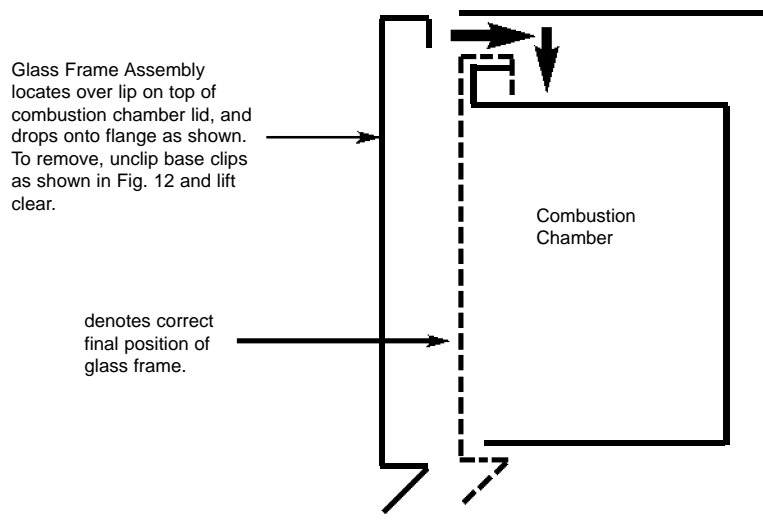 Glass Frame Assembly
locates over lip on top of
combustion chamber lid, and
drops onto flange as shown.
To remove, unclip base clips
as shown in Fig. 12 and lift
clear.
Combustion
Chamber
denotes correct
final position of
glass frame.